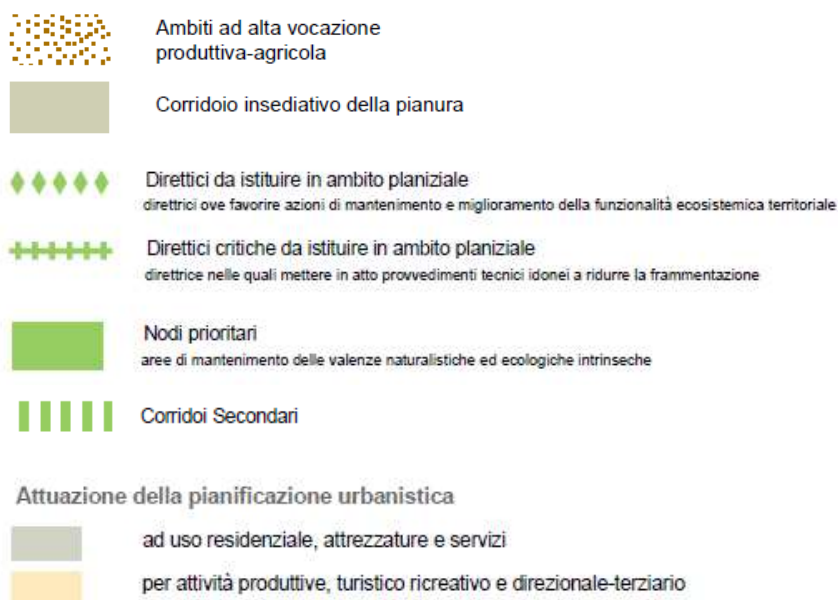 Ambiti ad alta vocazione
produttiva-agricola
Corridoio insediativo della pianura
Direttici da istituire in ambito planiziale
direttrici ove favorire azioni di mantenimento e miglioramento della funzionalità ecosistemica territoriale
Direttici critiche da istituire in ambito planiziale
direttrice nelle quali mettere in atto provvedimenti tecnici idonei a ridurre la frammentazione
Nodi prioritari
aree di mantenimento delle valenze naturalistiche ed ecologiche intrinseche
Corridoi Secondari
Attuazione della pianificazione urbanistica
ad uso residenziale, attrezzature e servizi
per attività produttive, turistico ricreativo e direzionale-terziario